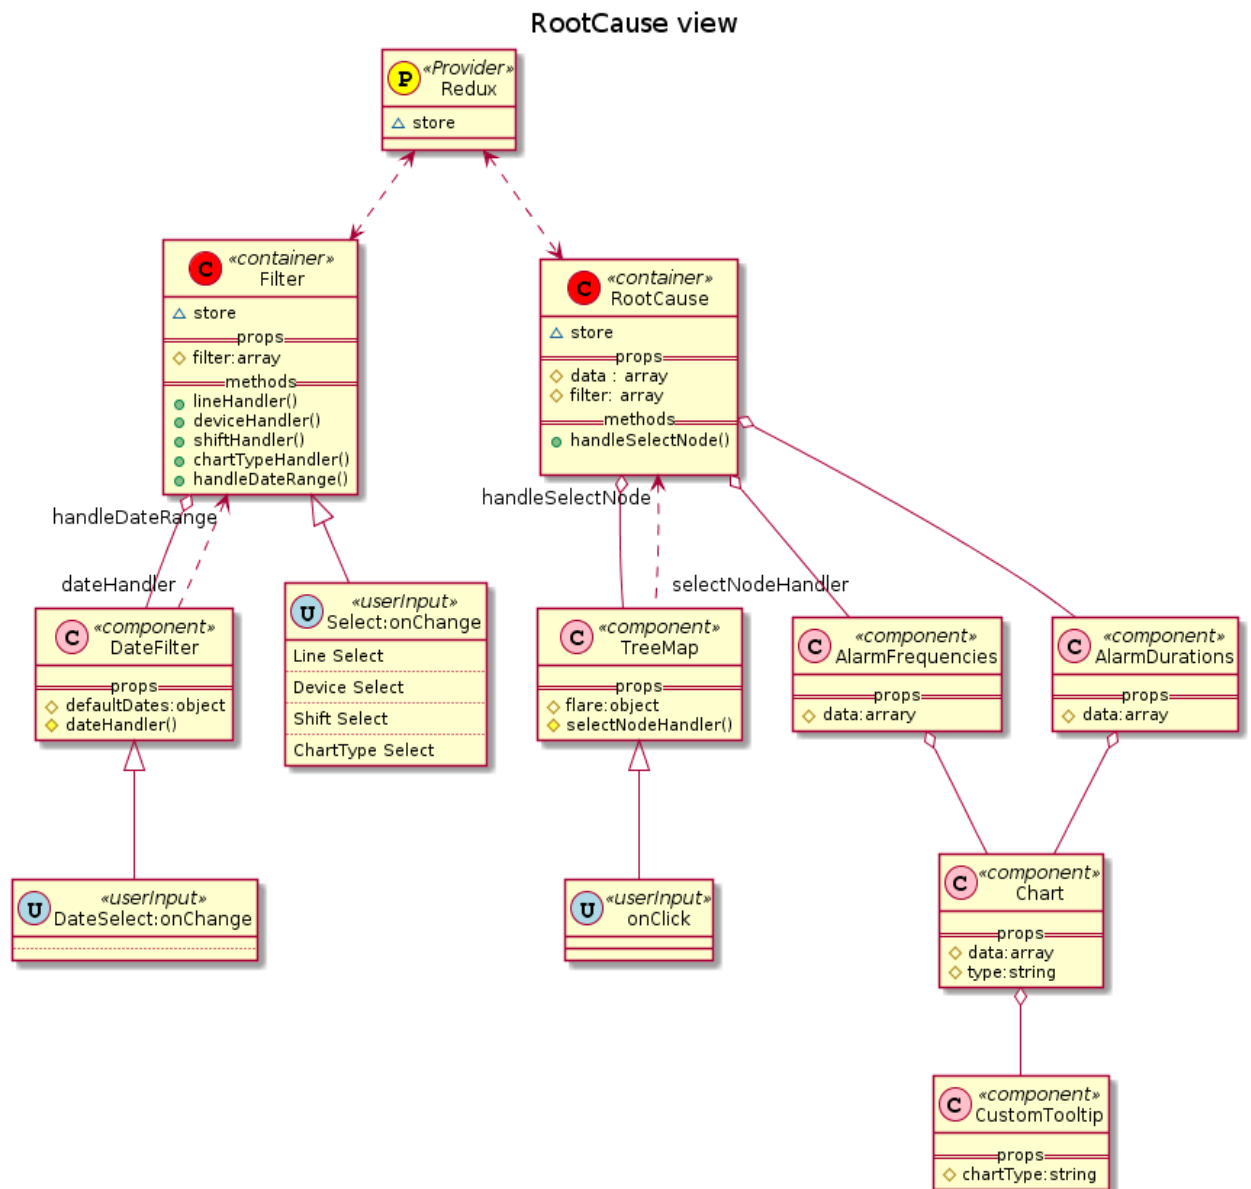 RootCause view
P
«Provider»
Redux
store
C
«container»
Filter
store
props
filter:array
methods
lineHandler()
deviceHandler()
shiftHandler()
chartTypeHandler()
handleDateRange()
C
«container»
RootCause
store
props
data : array
filter: array
methods
handleSelectNode()
handleDateRange
dateHandler
handleSelectNode
selectNodeHandler
C
«component»
DateFilter
props
defaultDates:object
dateHandler()
U
«userInput»
Select:onChange
Line Select
Device Select
Shift Select
ChartType Select
C
«component»
TreeMap
props
flare:object
selectNodeHandler()
C
«component»
AlarmFrequencies
props
data:arrary
C
«component»
AlarmDurations
props
data:array
U
«userInput»
DateSelect:onChange
U
«userInput»
onClick
C
«component»
Chart
props
data:array
type:string
C
«component»
CustomTooltip
props
chartType:string